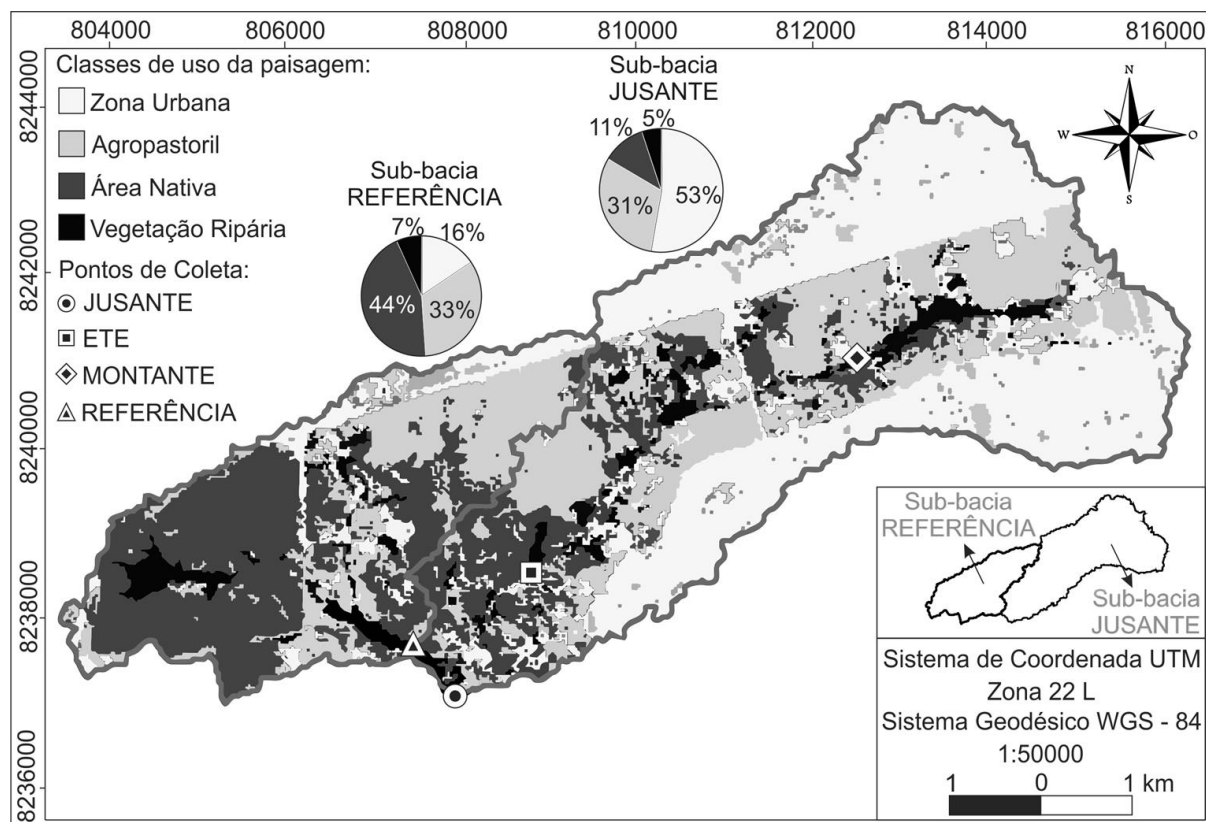 804000 806000 808000 810000 812000 814000 816000
8244000
8242000
8240000
8238000
8236000
Classes de uso da paisagem:
Zona Urbana
Agropastoril
Área Nativa
Vegetação Ripária
Pontos de Coleta:
JUSANTE
ETE
MONTANTE
REFERÊNCIA
Sub-bacia
REFERÊNCIA
7% 16%
44% 33%
Sub-bacia
JUSANTE
11% 5%
31% 53%
N
W O
S
Sub-bacia
REFERÊNCIA
Sub-bacia
JUSANTE
Sistema de Coordenada UTM
Zona 22 L
Sistema Geodésico WGS - 84
1:50000
1 0 1 km